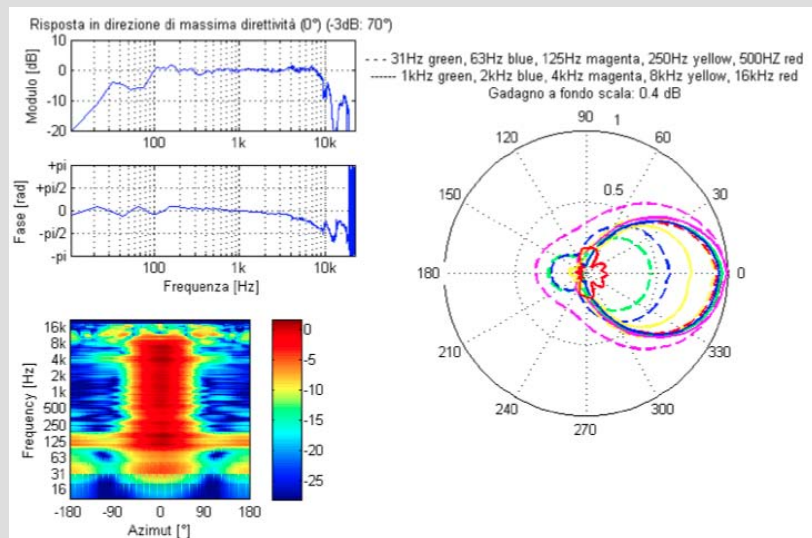 Risposta in direzione di massima direttività (0°) (-3dB: 70°)
Modulo [dB]
10
0
-10
-20
100
1k
10k
Fase [rad]
+pi
+pi/2
0
-pi/2
-pi
100
1k
10k
Frequenza [Hz]
Frequency [Hz]
16k
8k
4k
2k
1k
500
250
125
63
31
16
-180
-90
0
90
180
Azimut [°]
0
-5
-10
-15
-20
-25
- - - 31Hz green, 63Hz blue, 125Hz magenta, 250Hz yellow, 500HZ red
------ 1kHz green, 2kHz blue, 4kHz magenta, 8kHz yellow, 16kHz red
Gadagno a fondo scala: 0.4 dB
90
1
120
60
0.5
150
30
180
0
210
330
240
300
270